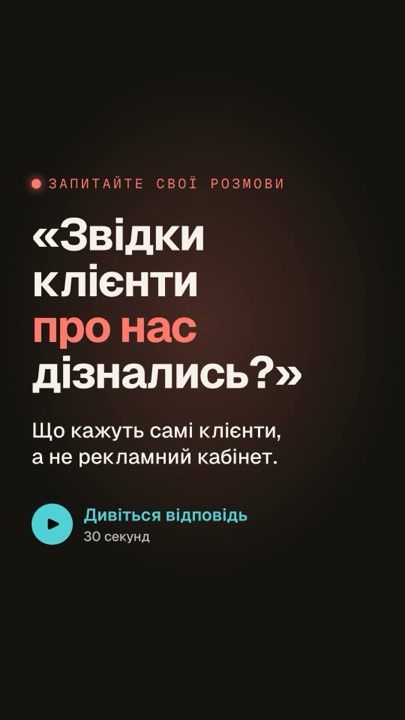 ЗАПИТАЙТЕ СВОЇ РОЗМОВИ
«Звідки
клієнти
про нас
дізнались?»
Що кажуть самі клієнти,
а не рекламний кабінет.
Дивіться відповідь
30 секунд